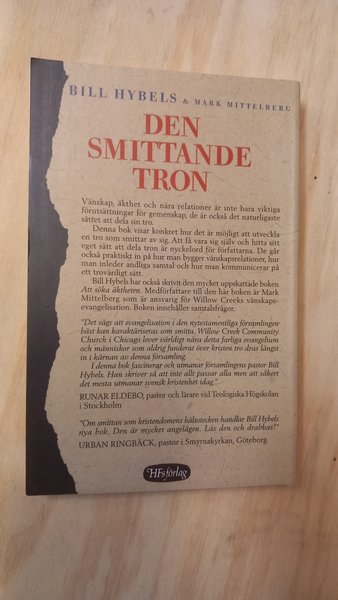 BILL HYBELS & MARK MITTELBERG
DEN
SMITTANDE
TRON
Vänskap, äkthet och nära relationer är inte bara viktiga
förutsättningar för gemenskap, de är också det naturligaste
sättet att dela sin tro.
Denna bok visar konkret hur det är möjligt att utveckla
en tro som smittar av sig. Att få vara sig själv och hitta sitt
eget sätt att dela tron är nyckelord för författarna. De går
också praktiskt in på hur man bygger vänskapsrelationer, hur
man inleder andliga samtal och hur man kommunicerar på
ett trovärdigt sätt.
Bill Hybels har också skrivit den mycket uppskattade boken
Att söka äktheten. Medförfattare till den här boken är Mark
Mittelberg som är ansvarig för Willow Creeks vänskaps-
evangelisation. Boken innehåller samtalsfrågor.
"Det sägs att evangelisation i den nytestamentliga församlingen
bäst kan karaktäriseras som smitta. Willow Creek Community
Church i Chicago lever väldigt nära detta farliga evangelium
och människor som aldrig hanterat över kristen tro dras längst
in i kärnan av denna församling.
I denna bok fascinerar och utmanar församlingens pastor Bill
Hybels. Han skriver så att inte allt passar alla men att säkert
det mesta utmanar svensk kristenhet idag."
RUNAR ELDEBO, pastor och lärare vid Teologiska Högskolan
i Stockholm
"Om smittan som kristendomens hälsotecken handlar Bill Hybels
nya bok. Den är mycket angelägen. Läs den och drabbas!"
URBAN RINGBÄCK, pastor i Smyrnakyrkan, Göteborg
HFs förlag